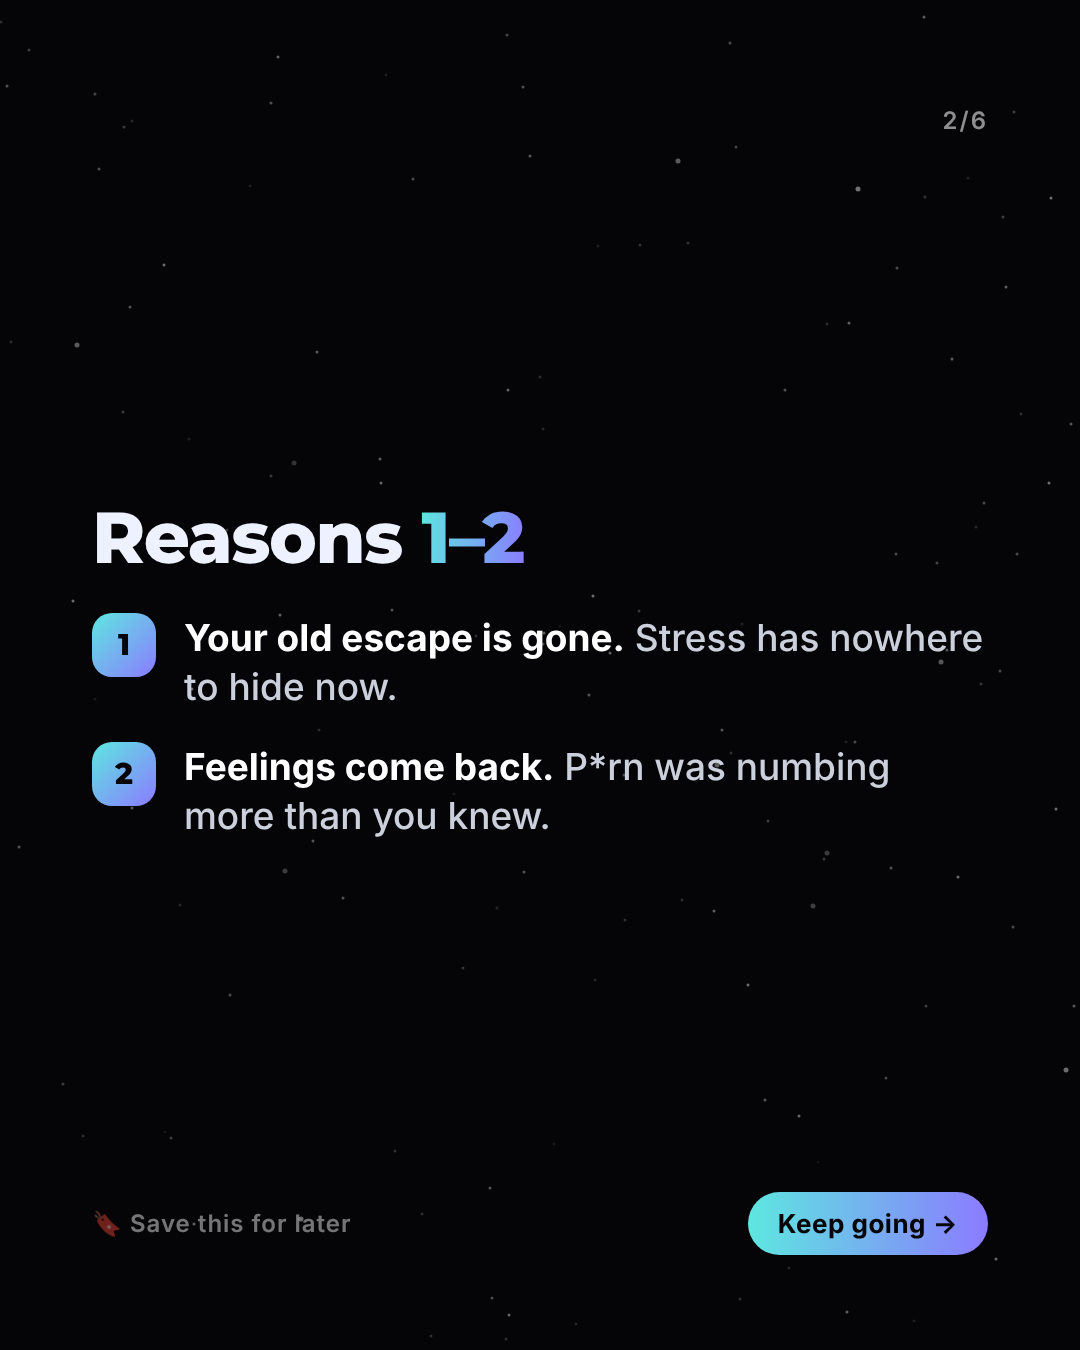 2/6
Reasons 1–2
1
Your old escape is gone. Stress has nowhere
to hide now.
2
Feelings come back. P*rn was numbing
more than you knew.
🔖 Save this for later
Keep going →